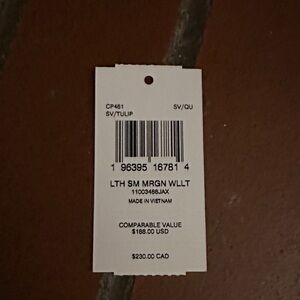 CP461 SV/QU
SV/TULIP
1 96395 16781 4
LTH SM MRGN WLLT
11003486JAX
MADE IN VIETNAM
COMPARABLE VALUE
$188.00 USD
$230.00 CAD